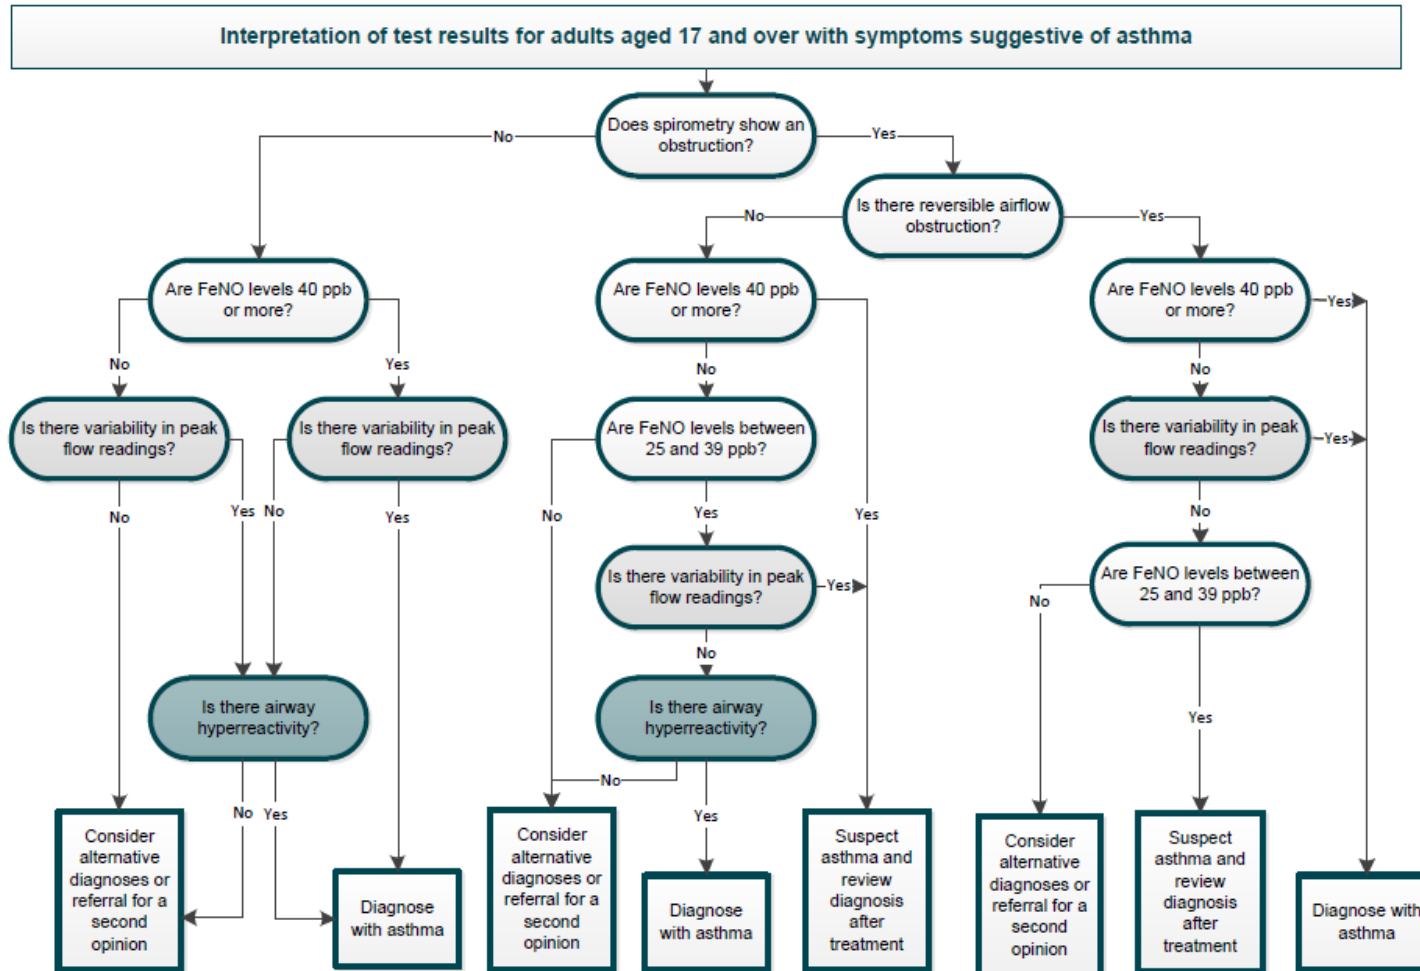 Interpretation of test results for adults aged 17 and over with symptoms suggestive of asthma
Does spirometry show an
obstruction?
No
Yes
Is there reversible airflow
obstruction?
No
Yes
Are FeNO levels 40 ppb
or more?
Are FeNO levels 40 ppb
or more?
Are FeNO levels 40 ppb
or more?
Yes
No
Yes
No
No
Is there variability in peak
flow readings?
Is there variability in peak
flow readings?
Are FeNO levels between
25 and 39 ppb?
Is there variability in peak
flow readings?
Yes
No
Yes
No
Yes
No
Yes
Yes
No
Is there variability in peak
flow readings?
Yes
Are FeNO levels between
25 and 39 ppb?
No
No
Yes
Is there airway
hyperreactivity?
Is there airway
hyperreactivity?
No
No
Yes
Yes
Consider
alternative
diagnoses or
referral for a
second
opinion
Diagnose
with asthma
Consider
alternative
diagnoses or
referral for a
second
opinion
Diagnose
with asthma
Suspect
asthma and
review
diagnosis
after
treatment
Consider
alternative
diagnoses or
referral for a
second
opinion
Suspect
asthma and
review
diagnosis
after
treatment
Diagnose with
asthma